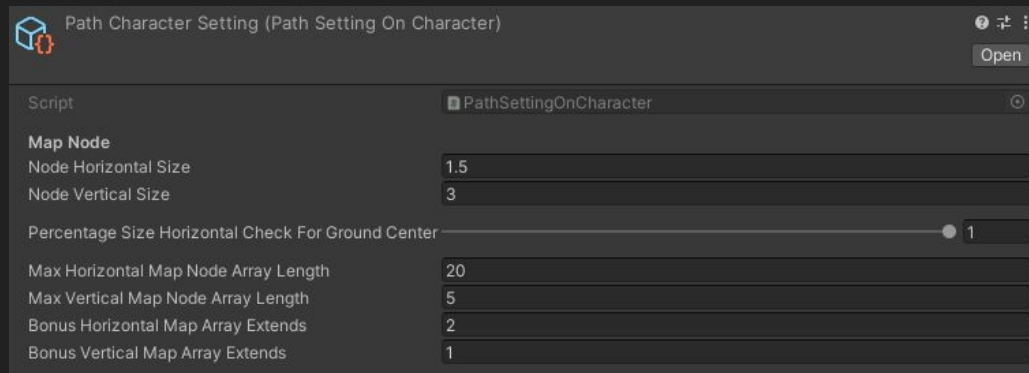 Path Character Setting (Path Setting On Character)
Open
Script PathSettingOnCharacter
Map Node
Node Horizontal Size 1.5
Node Vertical Size 3
Percentage Size Horizontal Check For Ground Center 1
Max Horizontal Map Node Array Length 20
Max Vertical Map Node Array Length 5
Bonus Horizontal Map Array Extends 2
Bonus Vertical Map Array Extends 1